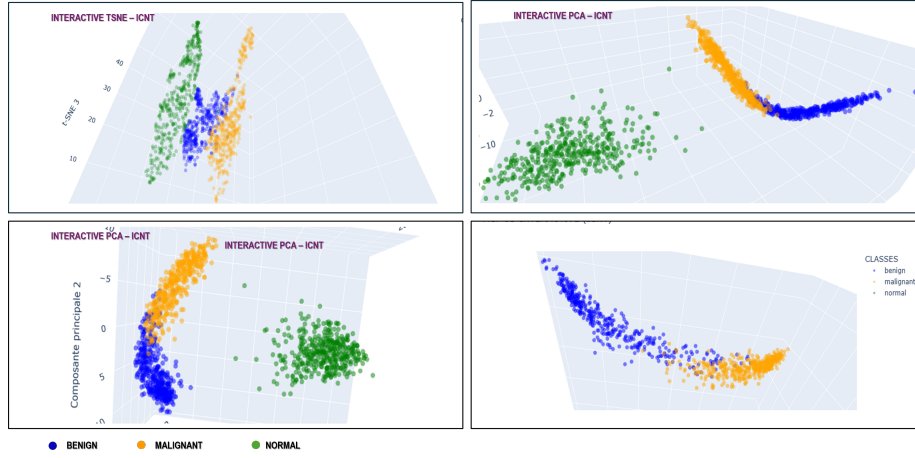 INTERACTIVE TSNE – ICNT
40
30
20
10
t-SNE 3
INTERACTIVE PCA – ICNT
−2
−10
INTERACTIVE PCA – ICNT
INTERACTIVE PCA – ICNT
−5
0
5
Composante principale 2
CLASSES
benign
malignant
normal
BENIGN MALIGNANT NORMAL